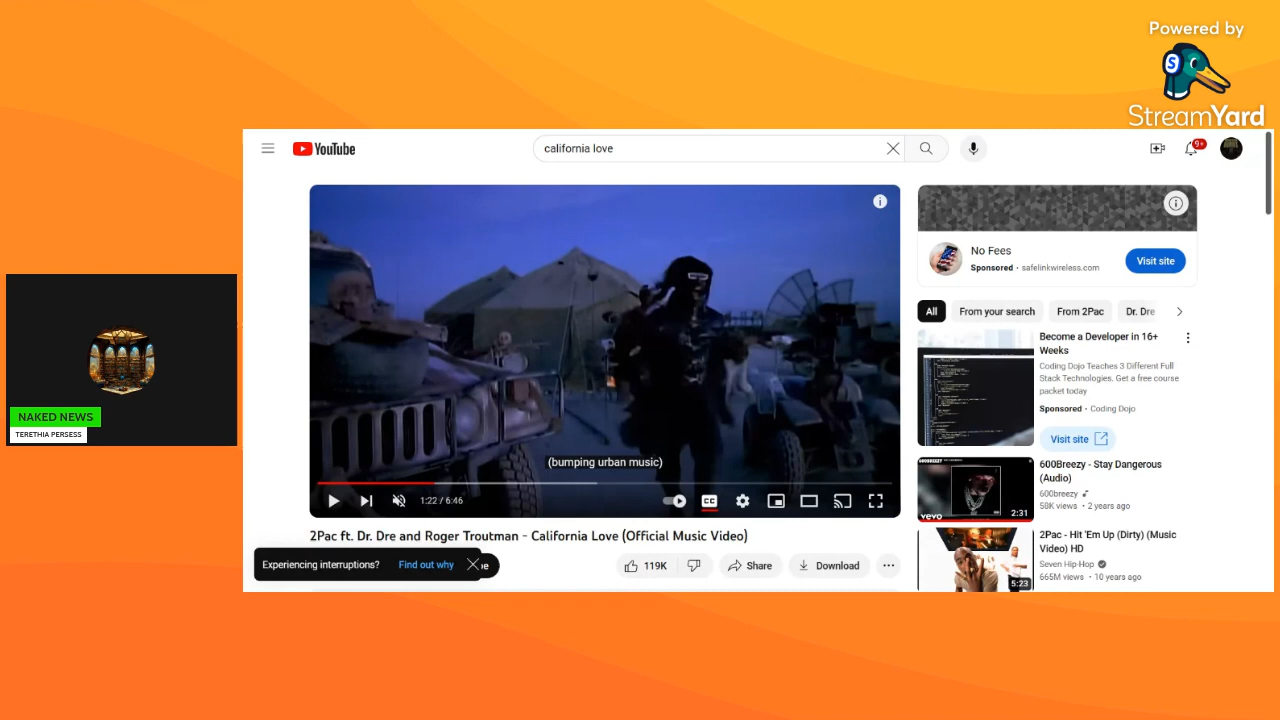 Powered by
StreamYard
YouTube
california love
9+
No Fees
Sponsored · safelinkwireless.com
Visit site
All
From your search
From 2Pac
Dr. Dre
Become a Developer in 16+
Weeks
Coding Dojo Teaches 3 Different Full
Stack Technologies. Get a free course
packet today
Sponsored · Coding Dojo
Visit site
NAKED NEWS
TERETHIA PERSESS
(bumping urban music)
CC
1:22 / 6:46
600Breezy - Stay Dangerous
(Audio)
600breezy
58K views · 2 years ago
600BREEZY
vevo
2:31
2Pac ft. Dr. Dre and Roger Troutman - California Love (Official Music Video)
Experiencing interruptions?
Find out why
119K
Share
Download
2Pac - Hit 'Em Up (Dirty) (Music
Video) HD
Seven Hip-Hop
665M views · 10 years ago
5:23